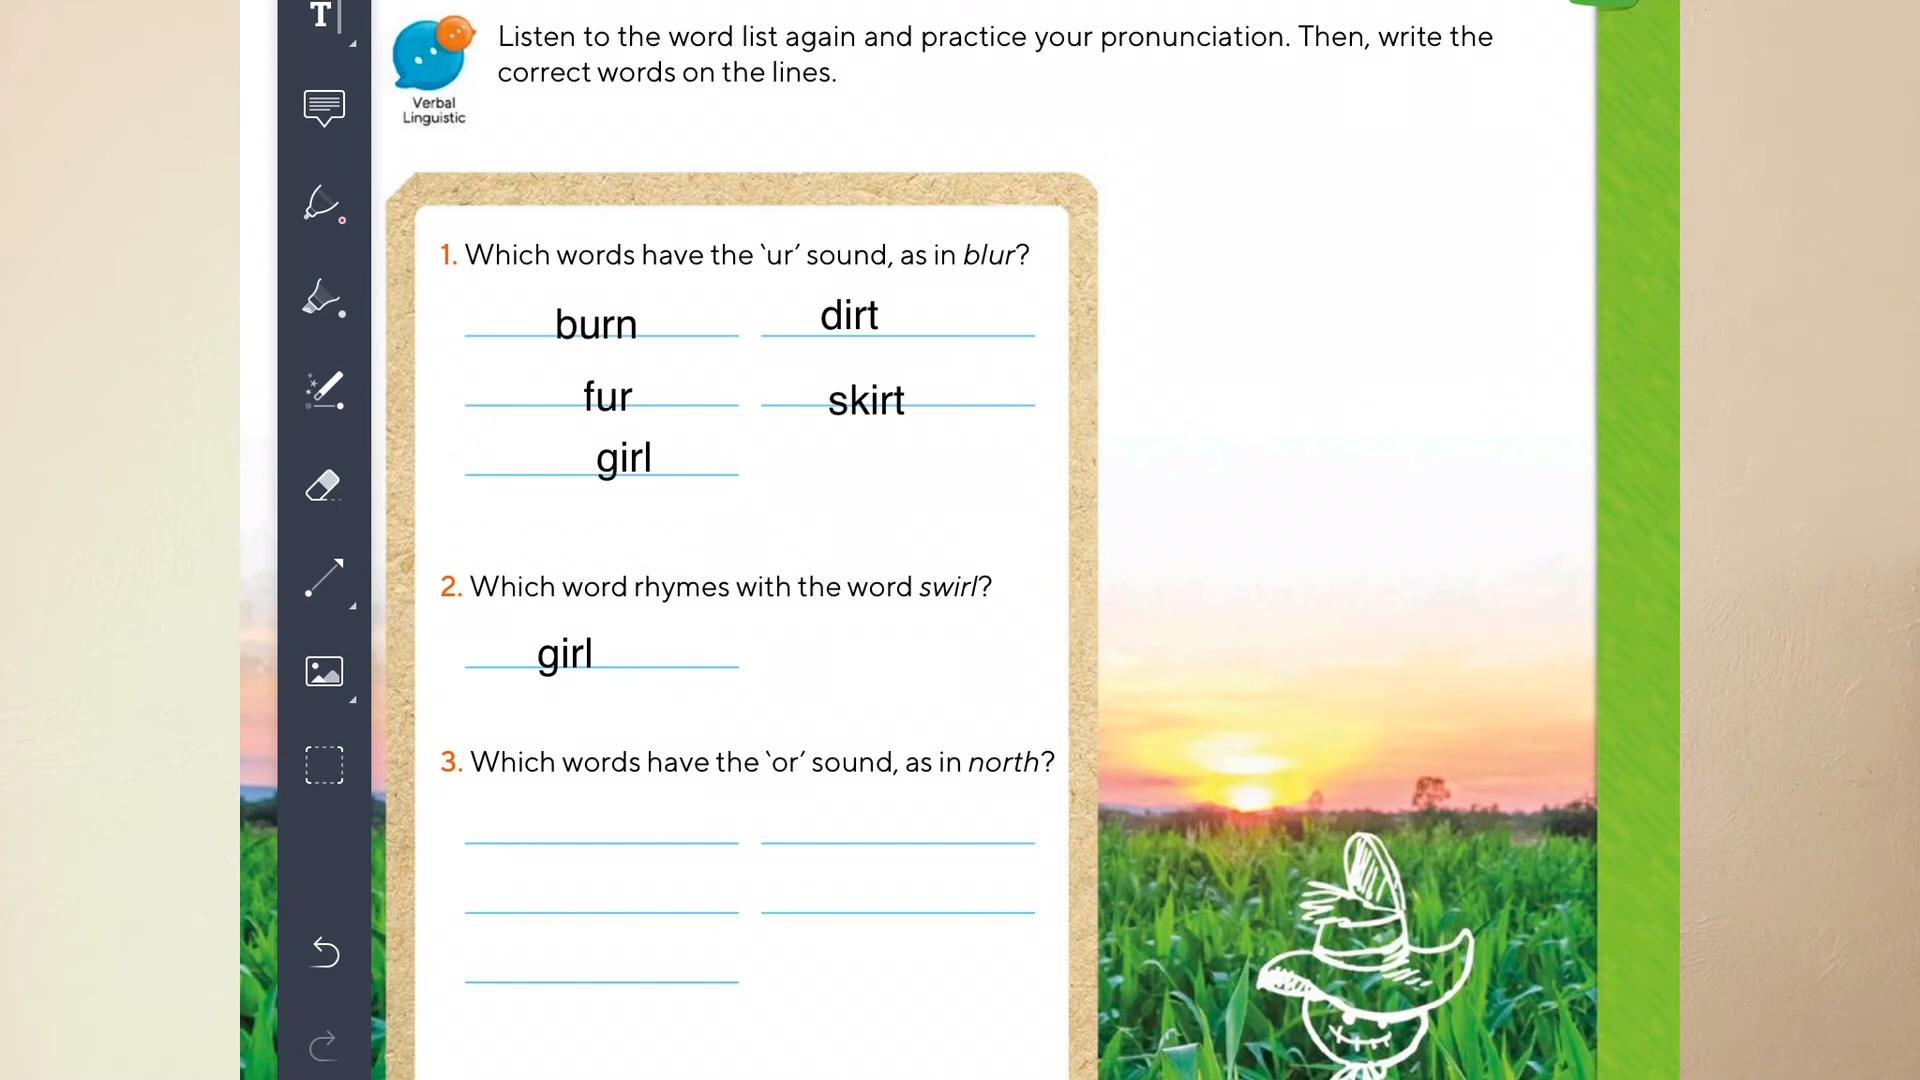 T
Listen to the word list again and practice your pronunciation. Then, write the
correct words on the lines.
Verbal
Linguistic
1. Which words have the ‘ur’ sound, as in blur?
burn dirt
fur skirt
girl
2. Which word rhymes with the word swirl?
girl
3. Which words have the ‘or’ sound, as in north?